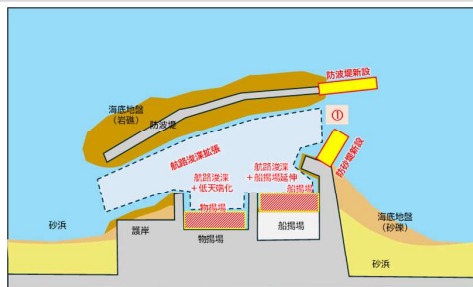 防波堤新設
海底地盤
（岩礁）
防波堤
①
航路浚渫拡張
防砂堤新設
航路浚渫
＋低天端化
航路浚渫
＋船揚場延伸
物揚場
船揚場
砂浜
護岸
物揚場
船揚場
海底地盤
（砂礫）
砂浜